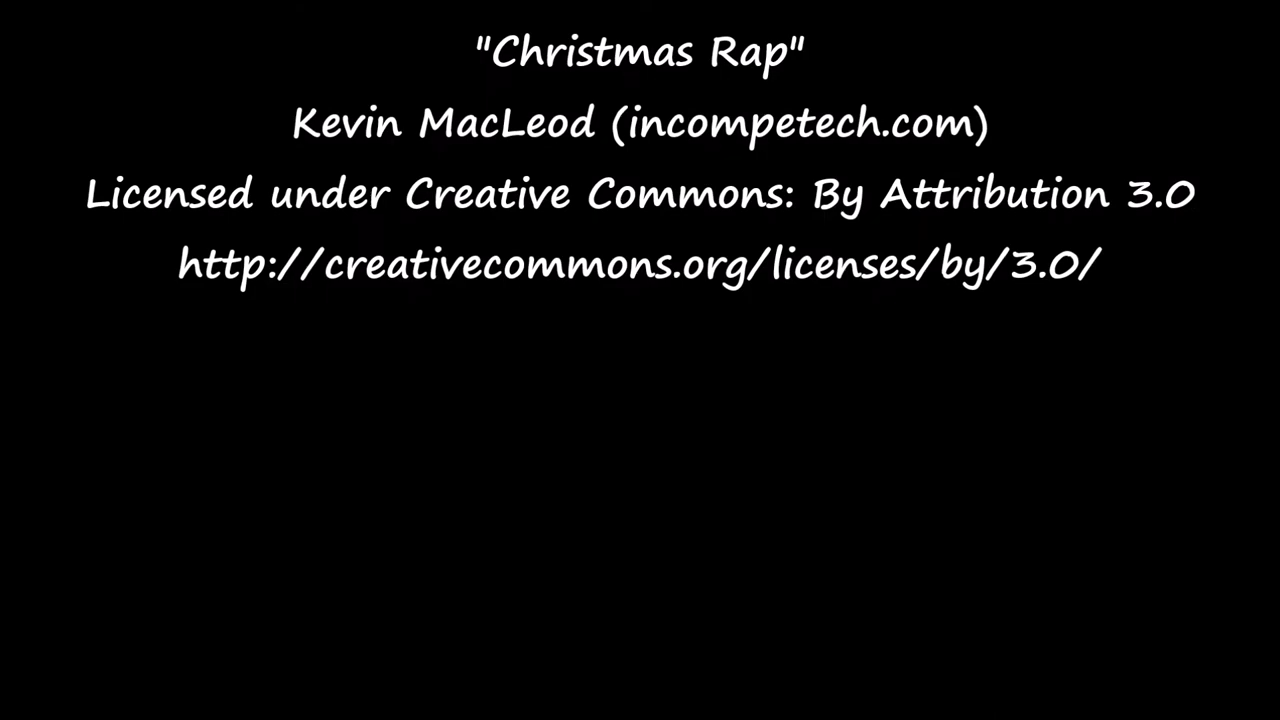 "Christmas Rap"
Kevin MacLeod (incompetech.com)
Licensed under Creative Commons: By Attribution 3.0
http://creativecommons.org/licenses/by/3.0/